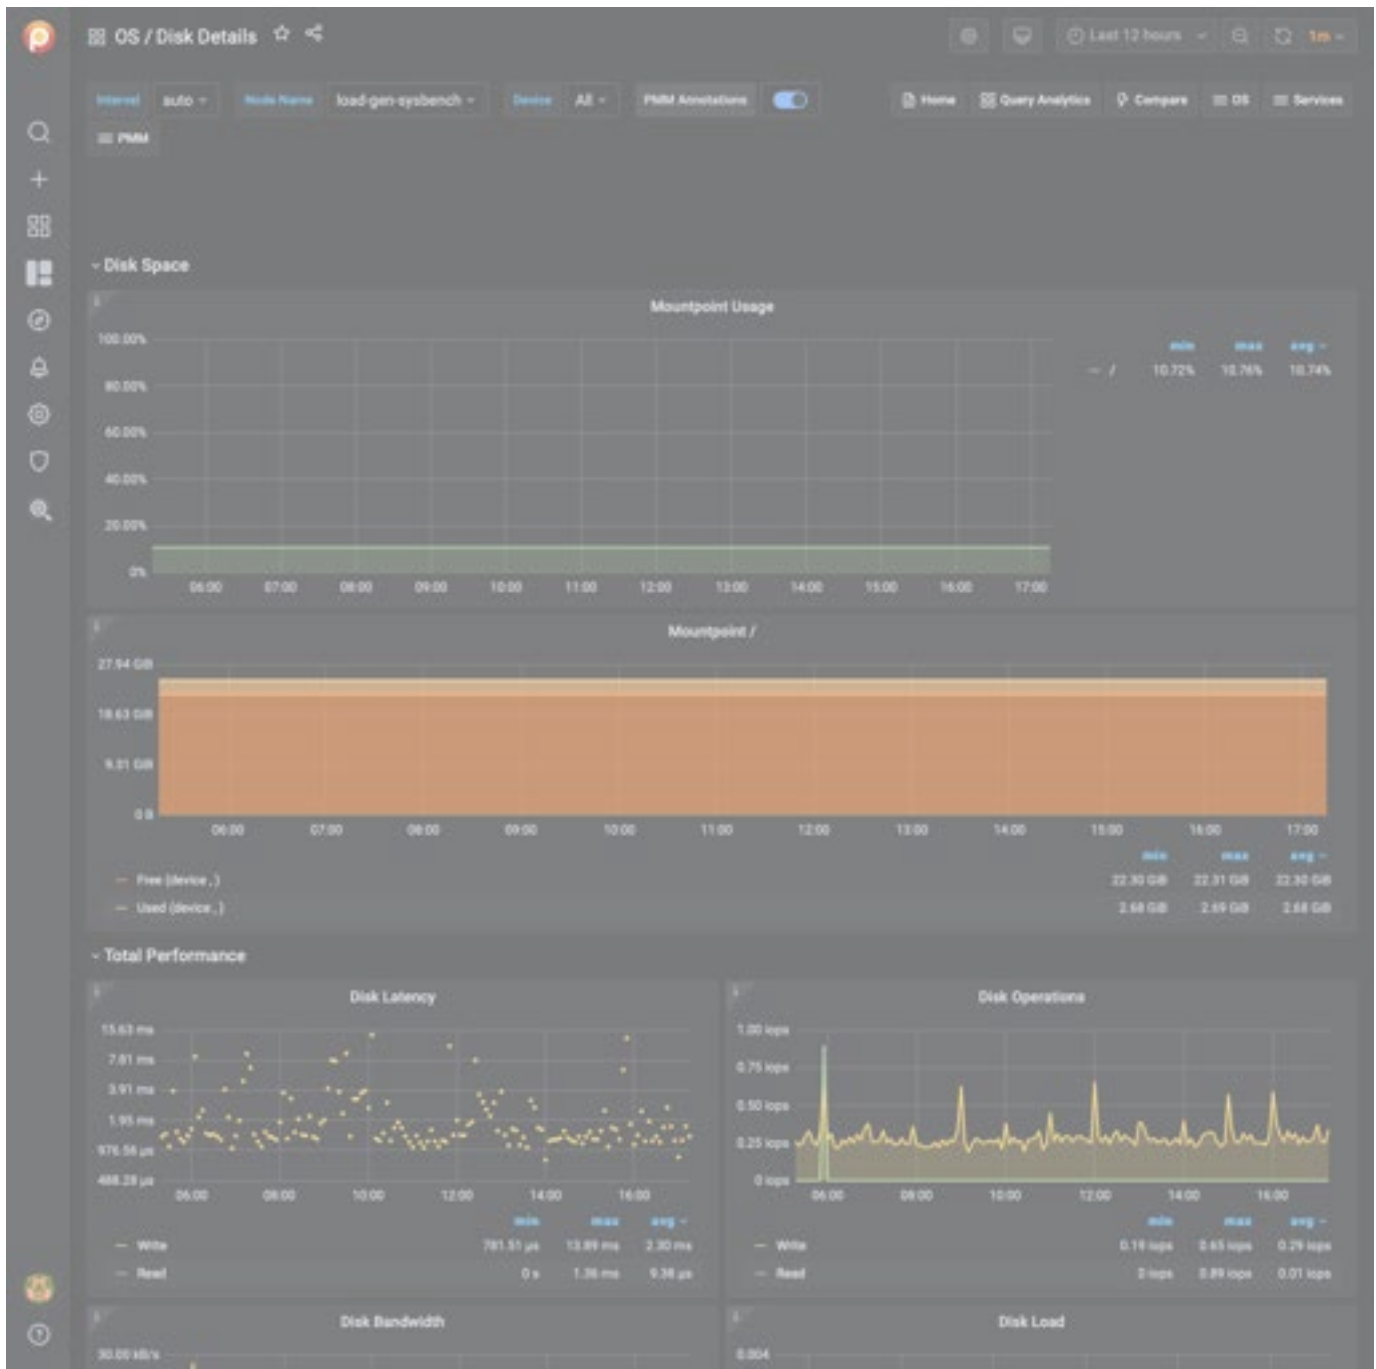 OS / Disk Details
Last 12 hours
1m
Interval auto Node Name load-gen-sysbench Device All PMM Annotations Home Query Analytics Compare OS Services
PMM
Disk Space
Mountpoint Usage
100.00%
80.00%
60.00%
40.00%
20.00%
0%
06:00 07:00 08:00 09:00 10:00 11:00 12:00 13:00 14:00 15:00 16:00 17:00
min max avg
/ 10.72% 10.76% 10.74%
Mountpoint /
27.94 GiB
18.63 GiB
9.31 GiB
0 B
06:00 07:00 08:00 09:00 10:00 11:00 12:00 13:00 14:00 15:00 16:00 17:00
min max avg
Free (device , ) 22.30 GiB 22.31 GiB 22.30 GiB
Used (device , ) 2.68 GiB 2.69 GiB 2.68 GiB
Total Performance
Disk Latency
15.63 ms
7.81 ms
3.91 ms
1.95 ms
976.56 µs
488.28 µs
06:00 08:00 10:00 12:00 14:00 16:00
min max avg
Write 781.51 µs 13.89 ms 2.30 ms
Read 0 s 1.36 ms 9.38 µs
Disk Operations
1.00 iops
0.75 iops
0.50 iops
0.25 iops
0 iops
06:00 08:00 10:00 12:00 14:00 16:00
min max avg
Write 0.19 iops 0.65 iops 0.29 iops
Read 0 iops 0.89 iops 0.01 iops
Disk Bandwidth
30.00 kB/s
Disk Load
0.004